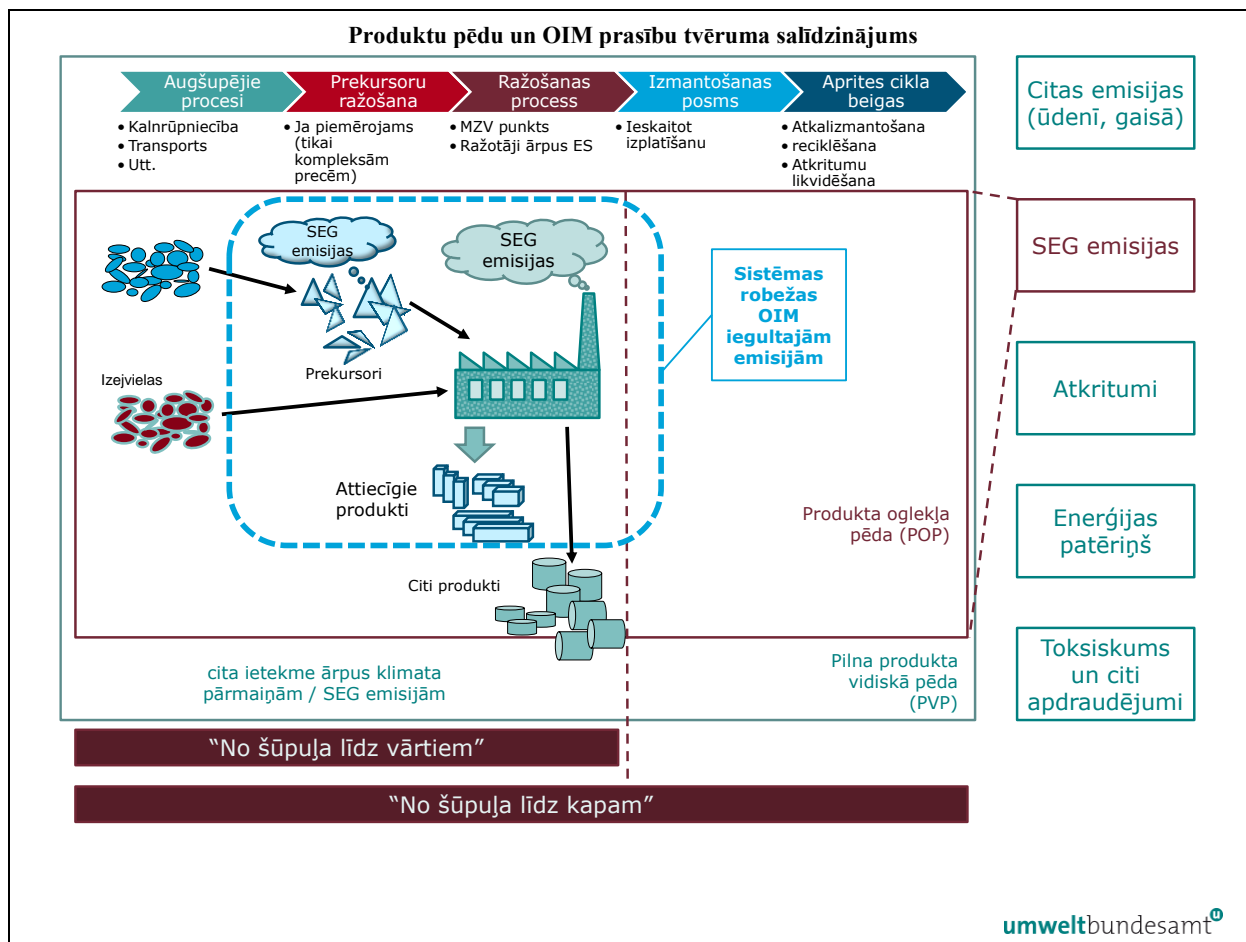 Produktu pēdu un OIM prasību tvēruma salīdzinājums
Augšupējie
procesi
Prekursoru
ražošana
Ražošanas
process
Izmantošanas
posms
Aprites cikla
beigas
• Kalnrūpniecība
• Transports
• Utt.
• Ja piemērojams
(tikai
kompleksām
precēm)
• MZV punkts
• Ražotāji ārpus ES
• Ieskaitot
izplatīšanu
• Atkalizmantošana
• reciklēšana
• Atkritumu
likvidēšana
SEG
emisijas
SEG
emisijas
Prekursori
Izejvielas
Sistēmas
robežas
OIM
iegultajām
emisijām
Attiecīgie
produkti
Citi produkti
Produkta oglekļa
pēda (POP)
cita ietekme ārpus klimata
pārmaiņām / SEG emisijām
Pilna produkta
vidiskā pēda
(PVP)
“No šūpuļa līdz vārtiem”
“No šūpuļa līdz kapam”
Citas emisijas
(ūdenī, gaisā)
SEG emisijas
Atkritumi
Enerģijas
patēriņš
Toksiskums
un citi
apdraudējumi
umweltbundesamt u